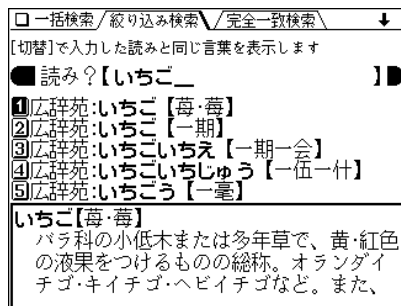 一括検索 絞り込み検索 完全一致検索 ↓
[切替]で入力した読みと同じ言葉を表示します
読み?【いちご_ 】
1広辞苑:いちご【苺・莓】
2広辞苑:いちご【一期】
3広辞苑:いちごいちえ【一期一会】
4広辞苑:いちごいちじゅう【一伍一什】
5広辞苑:いちごう【一毫】
いちご【苺・莓】
バラ科の小低木または多年草で、黄・紅色
の液果をつけるものの総称。オランダイ
チゴ・キイチゴ・ヘビイチゴなど。また、